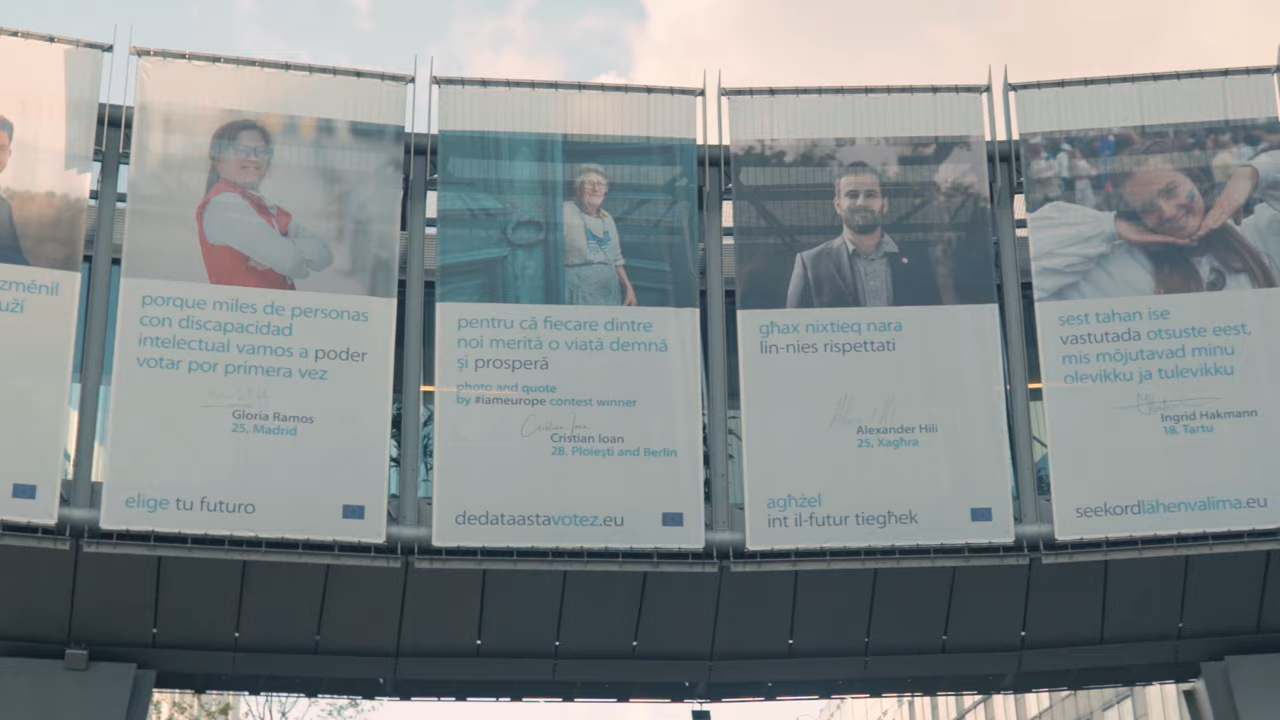 změnil
uží
porque miles de personas
con discapacidad
intelectual vamos a poder
votar por primera vez
Gloria Ramos
25, Madrid
elige tu futuro
pentru că fiecare dintre
noi merită o viață demnă
și prosperă
photo and quote
by #iameurope contest winner
Cristian Ioan
Cristian Ioan
28, Ploiești and Berlin
dedataastavotez.eu
għax nixtieq nara
lin-nies rispettati
Alexander Hili
25, Xagħra
agħżel
int il-futur tiegħek
sest tahan ise
vastutada otsuste eest,
mis mõjutavad minu
olevikku ja tulevikku
Ingrid Hakmann
18, Tartu
seekordlähenvalima.eu